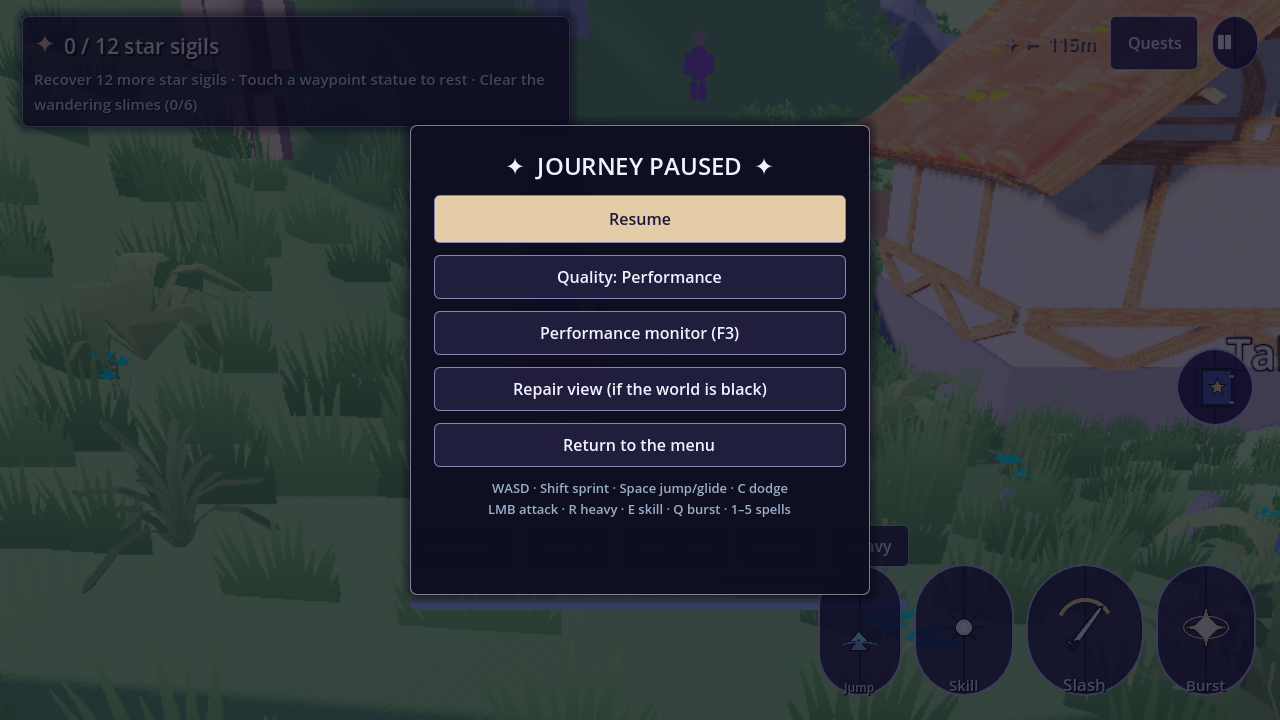 ✦ 0 / 12 star sigils
Recover 12 more star sigils · Touch a waypoint statue to rest · Clear the
wandering slimes (0/6)
✦ ← 115m
Quests
✦ JOURNEY PAUSED ✦
Resume
Quality: Performance
Performance monitor (F3)
Repair view (if the world is black)
Return to the menu
WASD · Shift sprint · Space jump/glide · C dodge
LMB attack · R heavy · E skill · Q burst · 1–5 spells
Jump
Skill
Slash
Burst